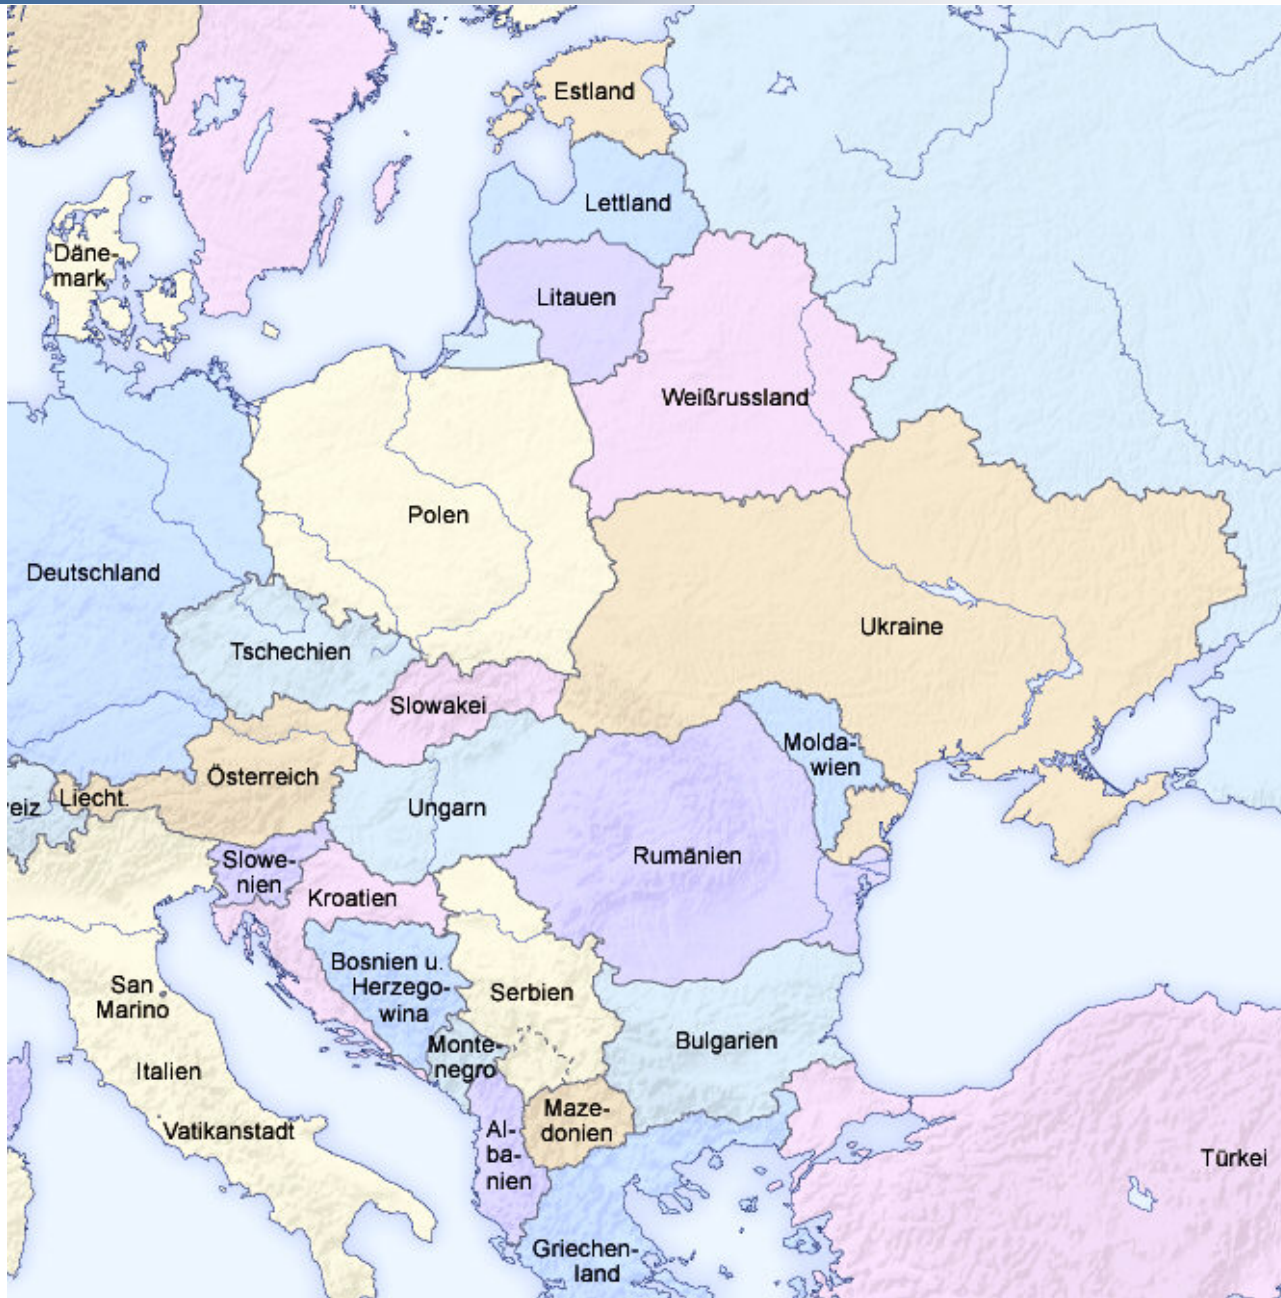 Estland
Lettland
Däne-
mark
Litauen
Weißrussland
Polen
Deutschland
Ukraine
Tschechien
Slowakei
Molda-
wien
Österreich
Liecht.
eiz
Ungarn
Rumänien
Slowe-
nien
Kroatien
Bosnien u.
Herzego-
wina
San
Marino
Serbien
Bulgarien
Monte-
negro
Italien
Maze-
donien
Vatikanstadt
Al-
ba-
nien
Türkei
Griechen-
land